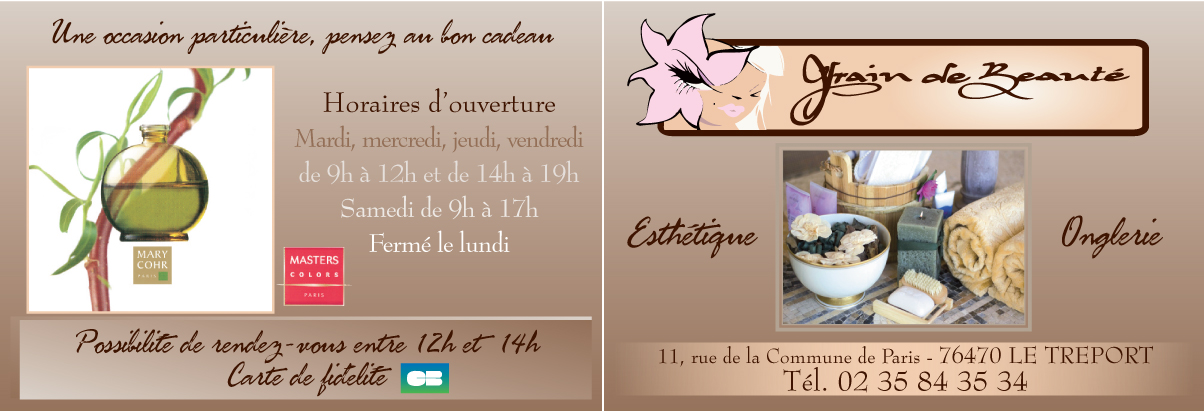 Une occasion particulière, pensez au bon cadeau
Horaires d'ouverture
Mardi, mercredi, jeudi, vendredi
de 9h à 12h et de 14h à 19h
Samedi de 9h à 17h
Fermé le lundi
MARY
COHR
PARIS
MASTERS
COLORS
PARIS
Possibilite de rendez-vous entre 12h et 14h
Carte de fidelite CB
Grain de Beauté
Esthétique
Onglerie
11, rue de la Commune de Paris - 76470 LE TREPORT
Tél. 02 35 84 35 34